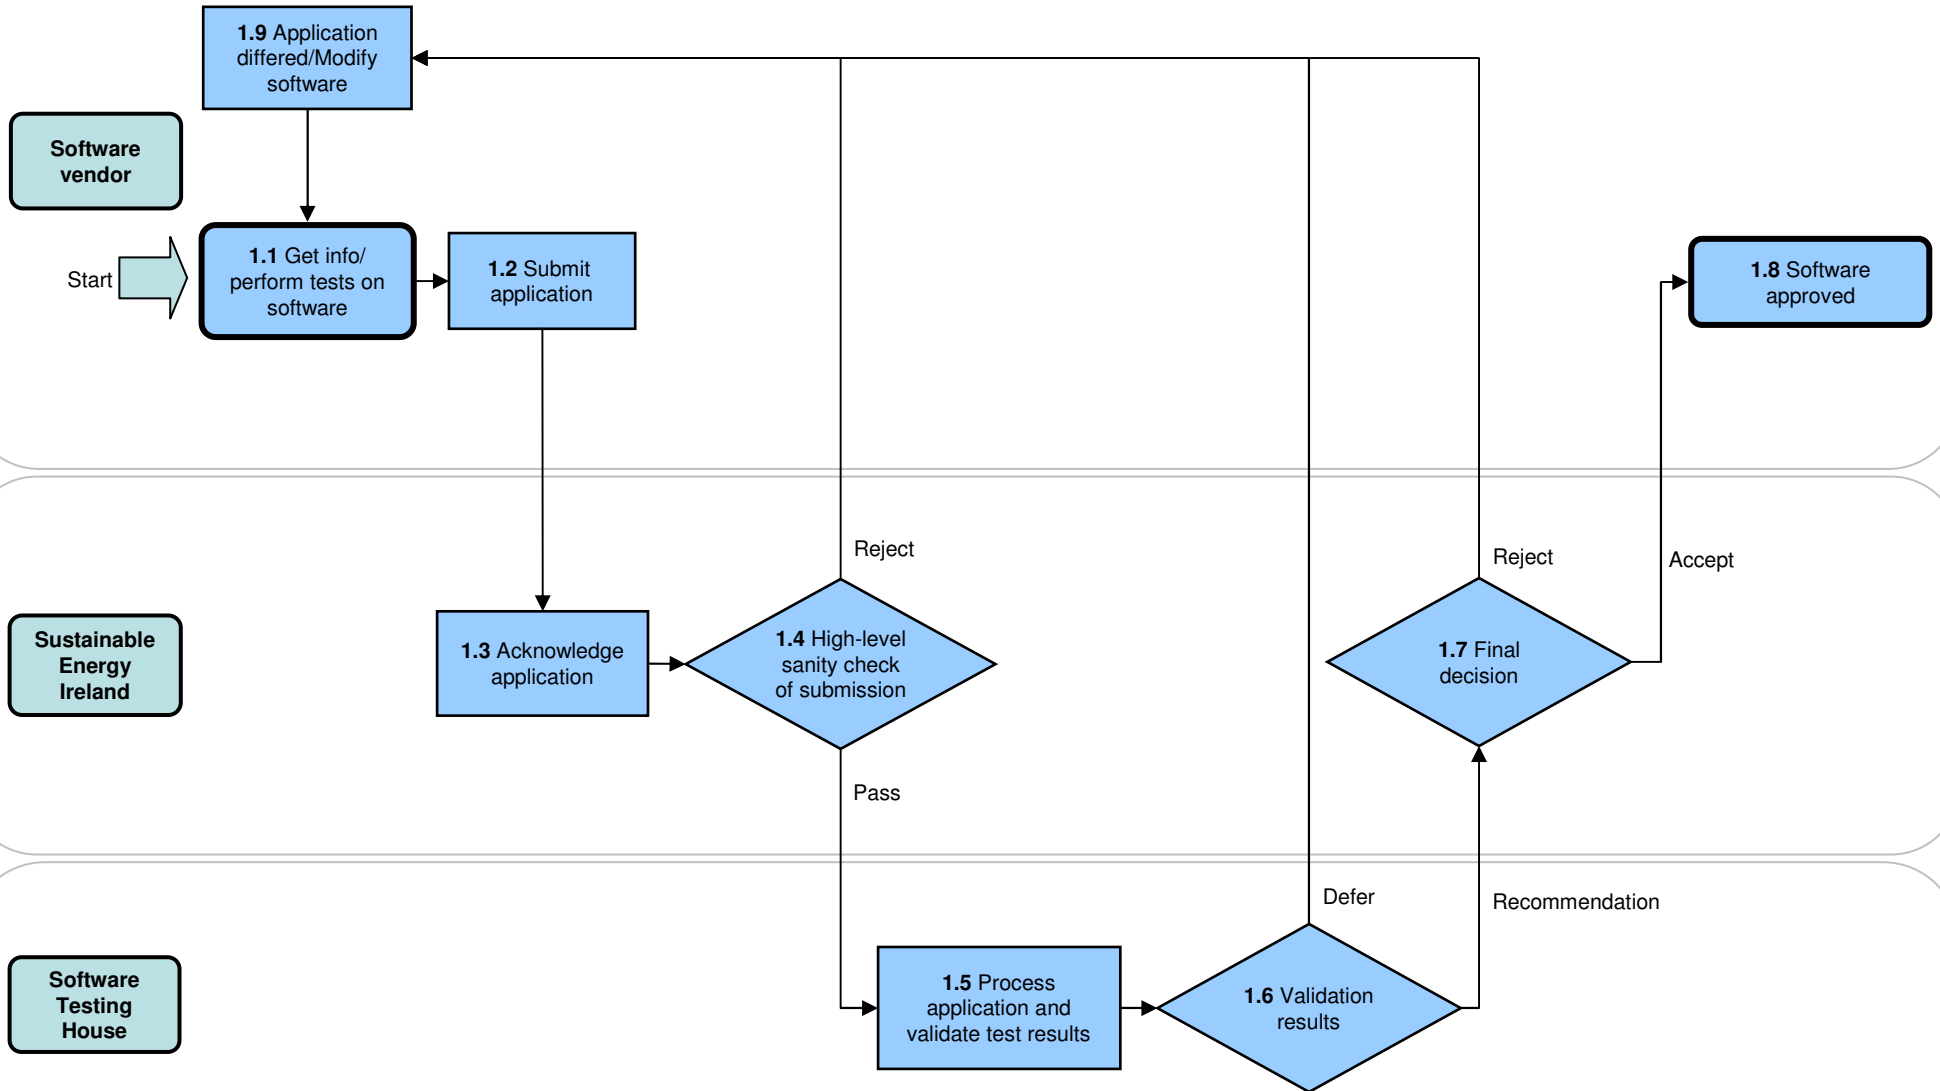 1.9 Application
differed/Modify
software
Software
vendor
Start
1.1 Get info/
perform tests on
software
1.2 Submit
application
1.8 Software
approved
Reject
Reject
Accept
Sustainable
Energy
Ireland
1.3 Acknowledge
application
1.4 High-level
sanity check
of submission
1.7 Final
decision
Pass
Defer
Recommendation
Software
Testing
House
1.5 Process
application and
validate test results
1.6 Validation
results